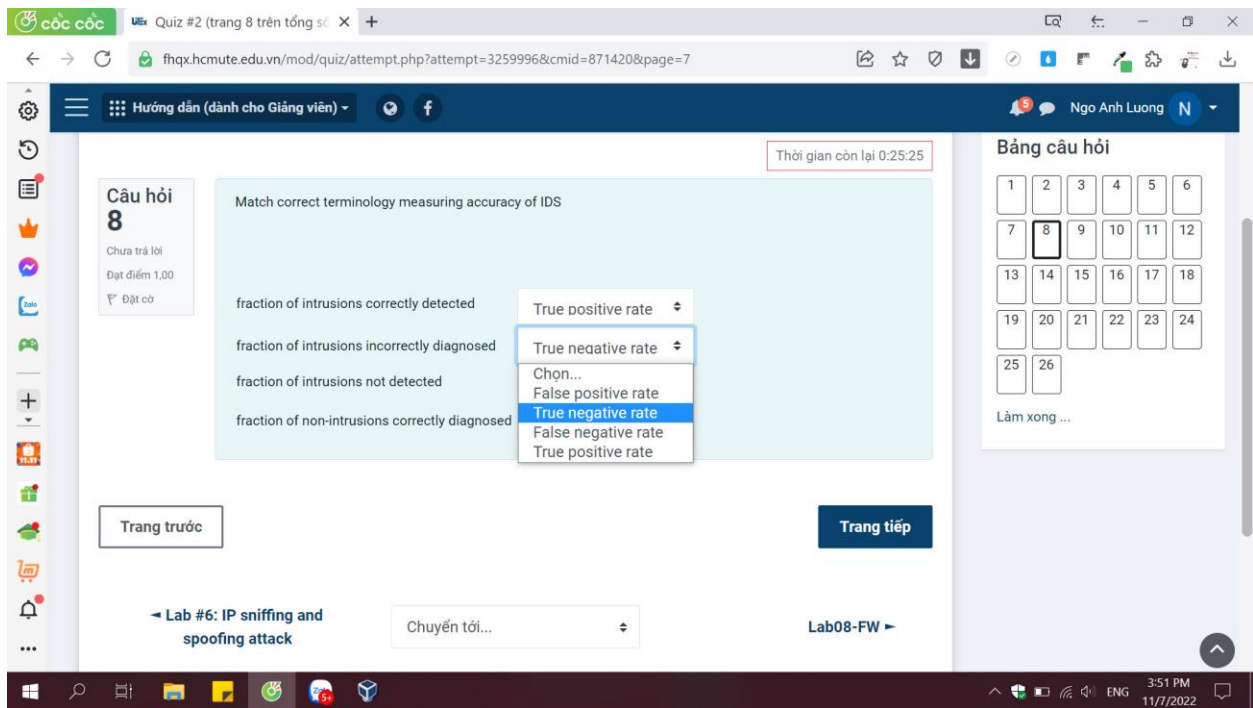 cốc cốc
Quiz #2 (trang 8 trên tổng số
fhqx.hcmute.edu.vn/mod/quiz/attempt.php?attempt=3259996&cmid=871420&page=7
Hướng dẫn (dành cho Giảng viên)
5
Ngo Anh Luong
N
Thời gian còn lại 0:25:25
Câu hỏi
8
Chưa trả lời
Đạt điểm 1,00
Đặt cờ
Match correct terminology measuring accuracy of IDS
fraction of intrusions correctly detected
True positive rate
fraction of intrusions incorrectly diagnosed
True negative rate
Chọn...
False positive rate
fraction of intrusions not detected
True negative rate
fraction of non-intrusions correctly diagnosed
False negative rate
True positive rate
Bảng câu hỏi
1 2 3 4 5 6
7 8 9 10 11 12
13 14 15 16 17 18
19 20 21 22 23 24
25 26
Làm xong ...
Trang trước
Trang tiếp
◄ Lab #6: IP sniffing and
spoofing attack
Chuyển tới...
Lab08-FW ►
Zalo
11.11
5+
ENG
3:51 PM
11/7/2022